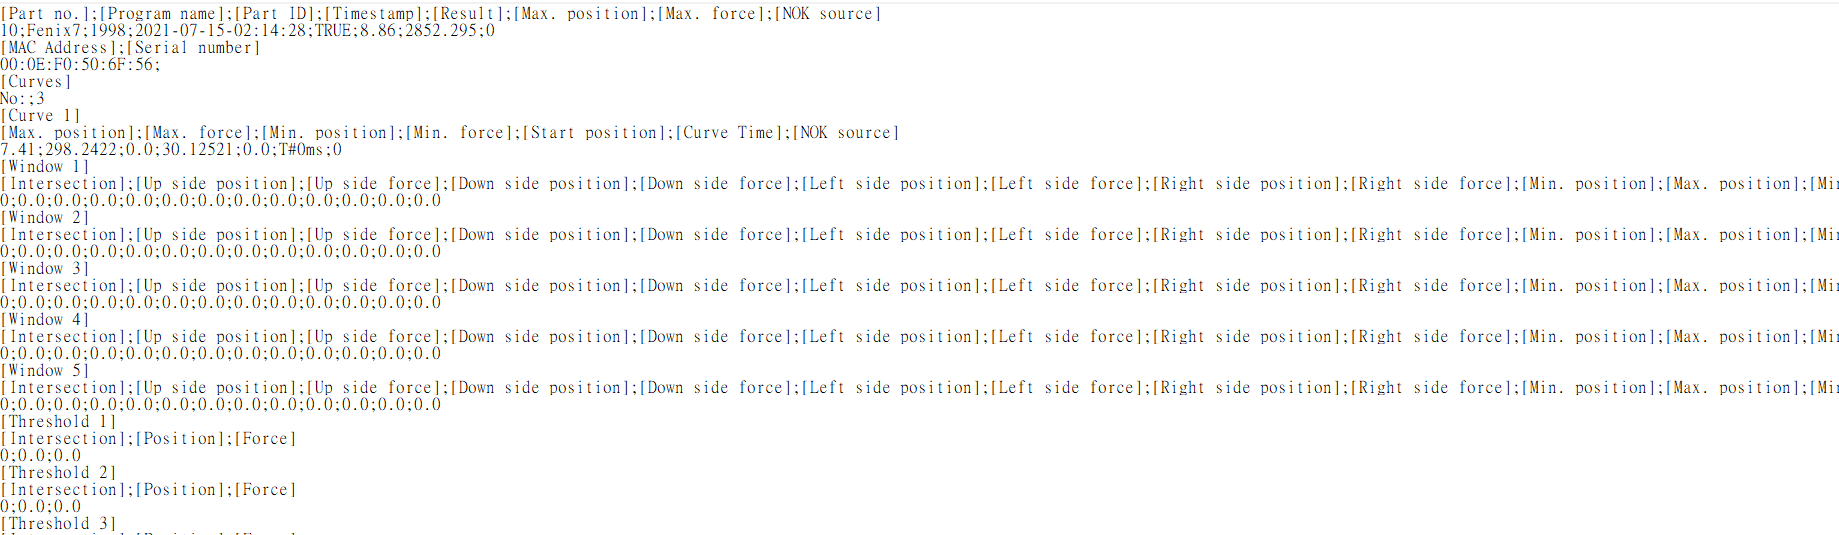 [Part no.];[Program name];[Part ID];[Timestamp];[Result];[Max. position];[Max. force];[NOK source]
10;Fenix7;1998;2021-07-15-02:14:28;TRUE;8.86;2852.295;0
[MAC Address];[Serial number]
00:0E:F0:50:6F:56;
[Curves]
No:;3
[Curve 1]
[Max. position];[Max. force];[Min. position];[Min. force];[Start position];[Curve Time];[NOK source]
7.41;298.2422;0.0;30.12521;0.0;T#0ms;0
[Window 1]
[Intersection];[Up side position];[Up side force];[Down side position];[Down side force];[Left side position];[Left side force];[Right side position];[Right side force];[Min. position];[Max. position];[Min
0;0.0;0.0;0.0;0.0;0.0;0.0;0.0;0.0;0.0;0.0;0.0;0.0
[Window 2]
[Intersection];[Up side position];[Up side force];[Down side position];[Down side force];[Left side position];[Left side force];[Right side position];[Right side force];[Min. position];[Max. position];[Min
0;0.0;0.0;0.0;0.0;0.0;0.0;0.0;0.0;0.0;0.0;0.0;0.0
[Window 3]
[Intersection];[Up side position];[Up side force];[Down side position];[Down side force];[Left side position];[Left side force];[Right side position];[Right side force];[Min. position];[Max. position];[Min
0;0.0;0.0;0.0;0.0;0.0;0.0;0.0;0.0;0.0;0.0;0.0;0.0
[Window 4]
[Intersection];[Up side position];[Up side force];[Down side position];[Down side force];[Left side position];[Left side force];[Right side position];[Right side force];[Min. position];[Max. position];[Min
0;0.0;0.0;0.0;0.0;0.0;0.0;0.0;0.0;0.0;0.0;0.0;0.0
[Window 5]
[Intersection];[Up side position];[Up side force];[Down side position];[Down side force];[Left side position];[Left side force];[Right side position];[Right side force];[Min. position];[Max. position];[Min
0;0.0;0.0;0.0;0.0;0.0;0.0;0.0;0.0;0.0;0.0;0.0;0.0
[Threshold 1]
[Intersection];[Position];[Force]
0;0.0;0.0
[Threshold 2]
[Intersection];[Position];[Force]
0;0.0;0.0
[Threshold 3]